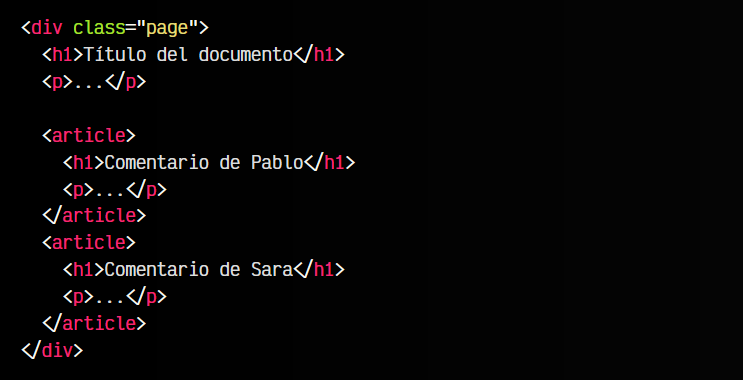 <div class="page">
  <h1>Título del documento</h1>
  <p>...</p>

  <article>
    <h1>Comentario de Pablo</h1>
    <p>...</p>
  </article>
  <article>
    <h1>Comentario de Sara</h1>
    <p>...</p>
  </article>
</div>